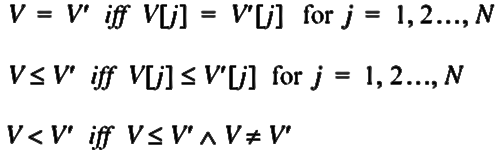 V = V' iff V[j] = V'[j] for j = 1, 2..., N
V ≤ V' iff V[j] ≤ V'[j] for j = 1, 2..., N
V < V' iff V ≤ V' ∧ V ≠ V'